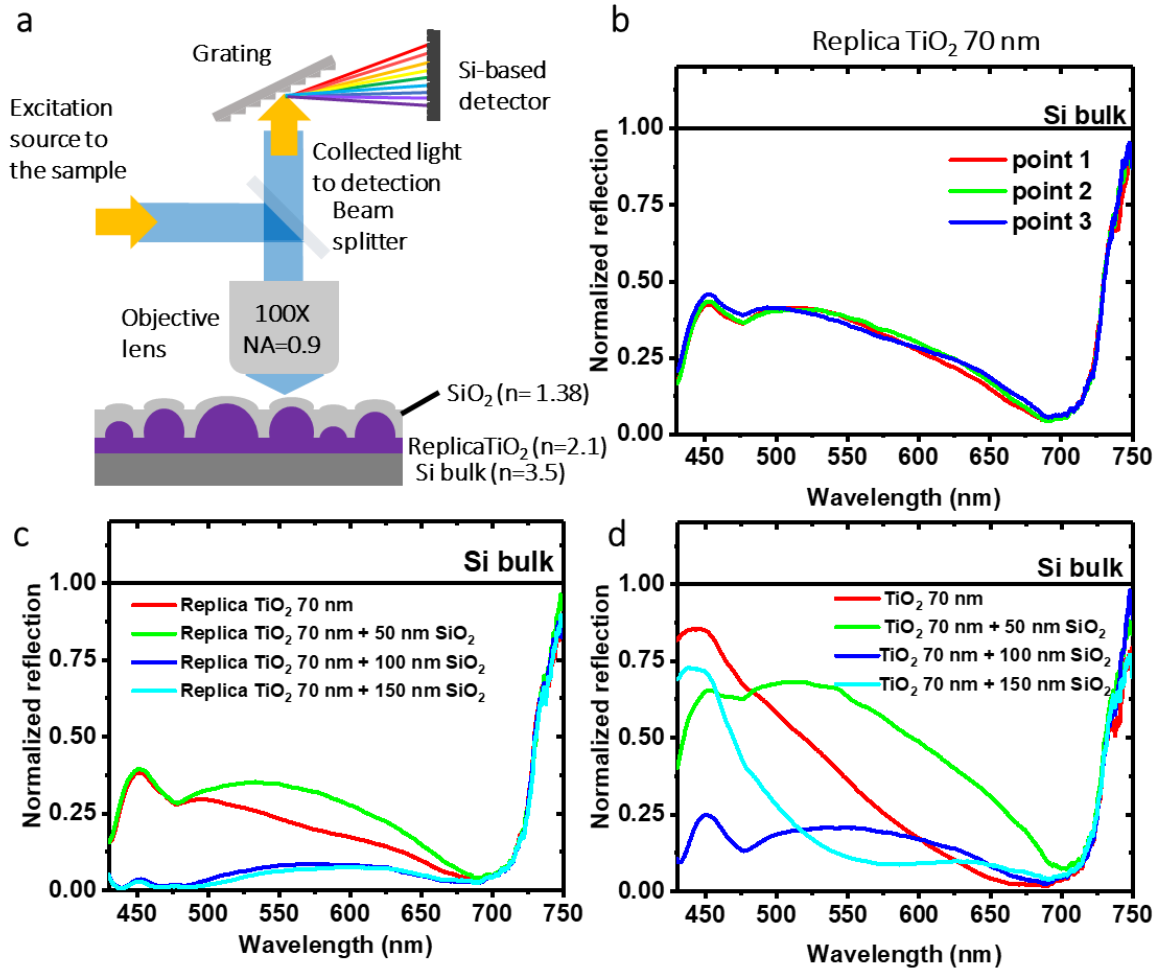 a
Grating
Si-based
detector
Excitation
source to
the sample
Collected light
to detection
Beam
splitter
Objective
lens
100X
NA=0.9
SiO2 (n= 1.38)
ReplicaTiO2 (n=2.1)
Si bulk (n=3.5)
b
Replica TiO2 70 nm
Si bulk
point 1
point 2
point 3
1.00
0.75
0.50
0.25
0.00
Normalized reflection
450 500 550 600 650 700 750
Wavelength (nm)
c
Si bulk
Replica TiO2 70 nm
Replica TiO2 70 nm + 50 nm SiO2
Replica TiO2 70 nm + 100 nm SiO2
Replica TiO2 70 nm + 150 nm SiO2
1.00
0.75
0.50
0.25
0.00
Normalized reflection
450 500 550 600 650 700 750
Wavelength (nm)
d
Si bulk
TiO2 70 nm
TiO2 70 nm + 50 nm SiO2
TiO2 70 nm + 100 nm SiO2
TiO2 70 nm + 150 nm SiO2
1.00
0.75
0.50
0.25
0.00
Normalized reflection
450 500 550 600 650 700 750
Wavelength (nm)